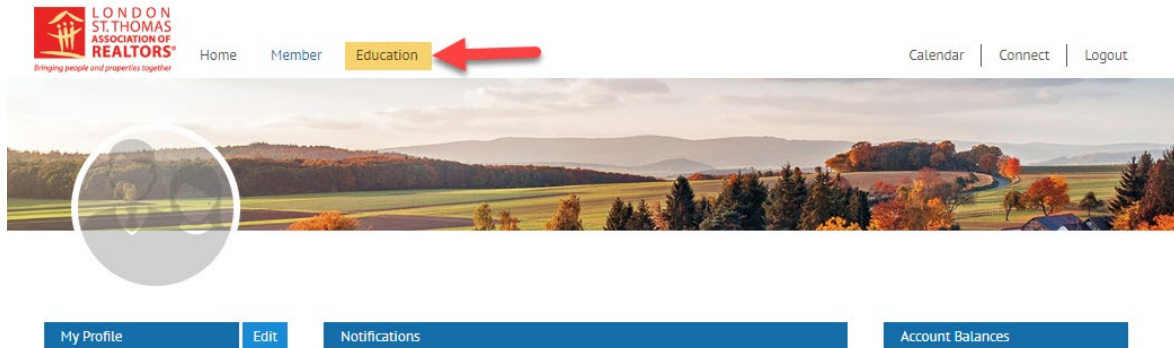 LONDON
ST. THOMAS
ASSOCIATION OF
REALTORS®
Bringing people and properties together
Home Member Education Calendar Connect Logout
My Profile Edit Notifications Account Balances